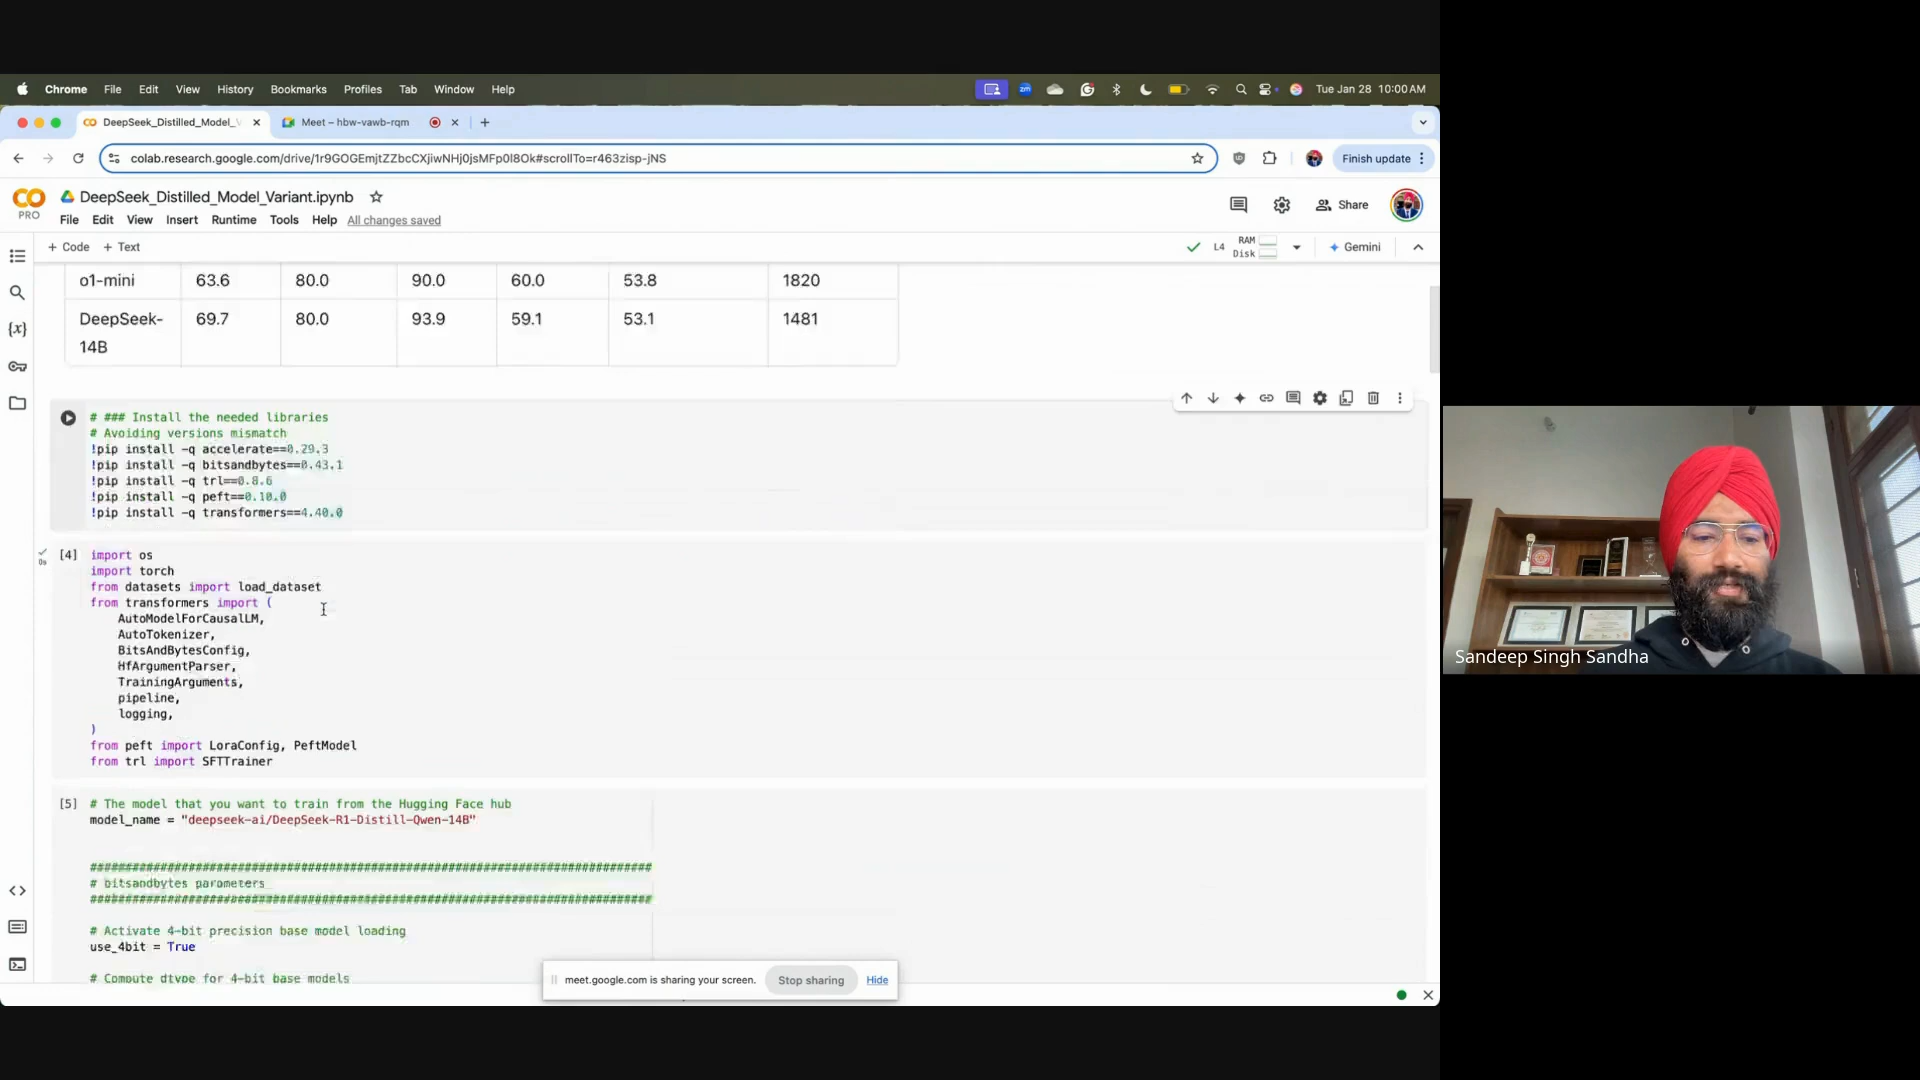 Chrome File Edit View History Bookmarks Profiles Tab Window Help zm Tue Jan 28 10:00 AM
DeepSeek_Distilled_Model_V Meet – hbw-vawb-rqm
colab.research.google.com/drive/1r9GOGEmjtZZbcCXjiwNHj0jsMFp0l8Ok#scrollTo=r463zisp-jNS Finish update
CO PRO
DeepSeek_Distilled_Model_Variant.ipynb
Share
File Edit View Insert Runtime Tools Help All changes saved
+ Code + Text
L4 RAM Disk Gemini
o1-mini 63.6 80.0 90.0 60.0 53.8 1820
DeepSeek-14B 69.7 80.0 93.9 59.1 53.1 1481
# ### Install the needed libraries
# Avoiding versions mismatch
!pip install -q accelerate==0.29.3
!pip install -q bitsandbytes==0.43.1
!pip install -q trl==0.8.6
!pip install -q peft==0.10.0
!pip install -q transformers==4.40.0
0s
[4] import os
import torch
from datasets import load_dataset
from transformers import (
AutoModelForCausalLM,
AutoTokenizer,
BitsAndBytesConfig,
HfArgumentParser,
TrainingArguments,
pipeline,
logging,
)
from peft import LoraConfig, PeftModel
from trl import SFTTrainer
[5] # The model that you want to train from the Hugging Face hub
model_name = "deepseek-ai/DeepSeek-R1-Distill-Qwen-14B"
################################################################################
# bitsandbytes parameters
################################################################################
# Activate 4-bit precision base model loading
use_4bit = True
# Compute dtype for 4-bit base models
meet.google.com is sharing your screen. Stop sharing Hide
Sandeep Singh Sandha